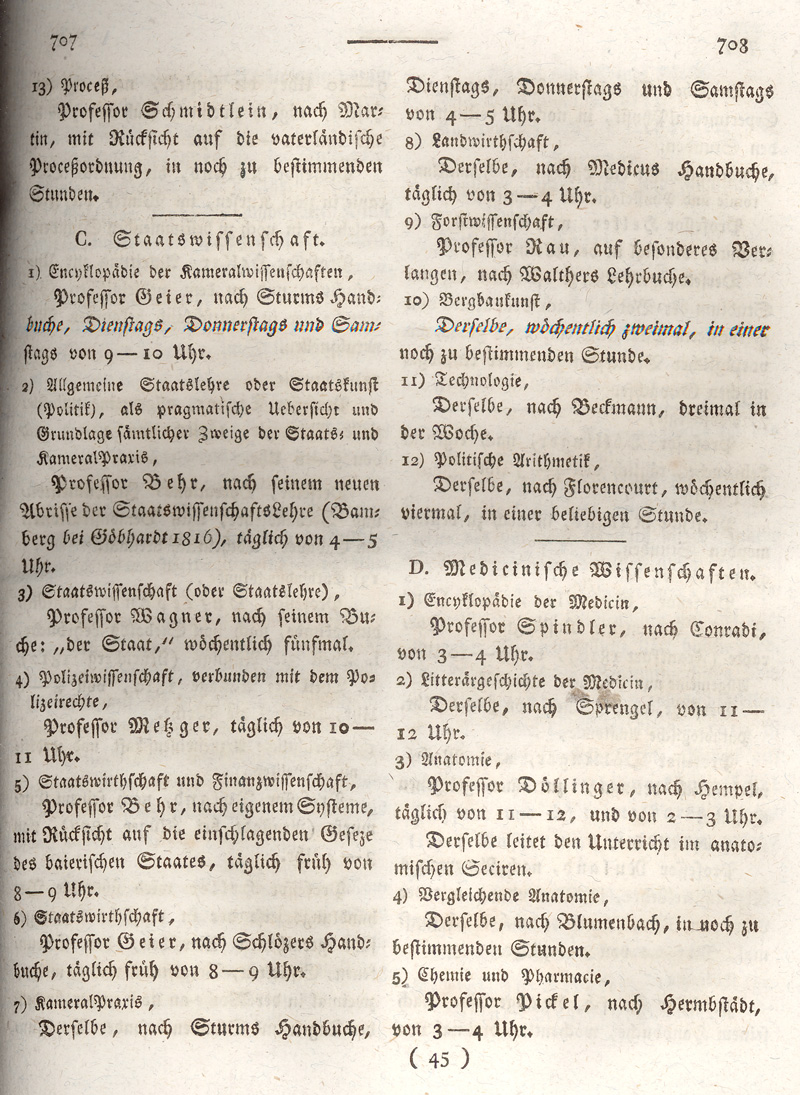 707
13) Proceß,
Professor Schmidtlein, nach Mar-
tin, mit Rücksicht auf die vaterländische
Proceßordnung, in noch zu bestimmenden
Stunden.
C. Staatswissenschaft.
1) Encyklopädie der Kameralwissenschaften,
Professor Geier, nach Sturms Hand-
buche, Dienstags, Donnerstags und Sam-
stags von 9—10 Uhr.
2) Allgemeine Staatslehre oder Staatskunst
(Politik), als pragmatische Uebersicht und
Grundlage sämtlicher Zweige der Staats- und
KameralPraxis,
Professor Behr, nach seinem neuen
Abrisse der StaatswissenschaftsLehre (Bam-
berg bei Göbhardt 1816), täglich von 4—5
Uhr.
3) Staatswissenschaft (oder Staatslehre),
Professor Wagner, nach seinem Bu-
che: „der Staat,“ wöchentlich fünfmal.
4) Polizeiwissenschaft, verbunden mit dem Po-
lizeirechte,
Professor Metzger, täglich von 10—
11 Uhr.
5) Staatswirthschaft und Finanzwissenschaft,
Professor Behr, nach eigenem Systeme,
mit Rücksicht auf die einschlagenden Geseze
des baierischen Staates, täglich früh von
8—9 Uhr.
6) Staatswirthschaft,
Professor Geier, nach Schlözers Hand-
buche, täglich früh von 8—9 Uhr.
7) KameralPraxis,
Derselbe, nach Sturms Handbuche,
708
Dienstags, Donnerstags und Samstags
von 4—5 Uhr.
8) Landwirthschaft,
Derselbe, nach Medicus Handbuche,
täglich von 3—4 Uhr.
9) Forstwissenschaft,
Professor Rau, auf besonderes Ver-
langen, nach Walthers Lehrbuche.
10) Bergbaukunst,
Derselbe, wöchentlich zweimal, in einer
noch zu bestimmenden Stunde.
11) Technologie,
Derselbe, nach Beckmann, dreimal in
der Woche.
12) Politische Arithmetik,
Derselbe, nach Florencourt, wöchentlich
viermal, in einer beliebigen Stunde.
D. Medicinische Wissenschaften.
1) Encyklopädie der Medicin,
Professor Spindler, nach Conradi,
von 3—4 Uhr.
2) Litterärgeschichte der Medicin,
Derselbe, nach Sprengel, von 11—
12 Uhr.
3) Anatomie,
Professor Döllinger, nach Hempel,
täglich von 11—12, und von 2—3 Uhr.
Derselbe leitet den Unterricht im anato-
mischen Seciren.
4) Vergleichende Anatomie,
Derselbe, nach Blumenbach, in noch zu
bestimmenden Stunden.
5) Chemie und Pharmacie,
Professor Pickel, nach Hermbstädt,
von 3—4 Uhr.
( 45 )